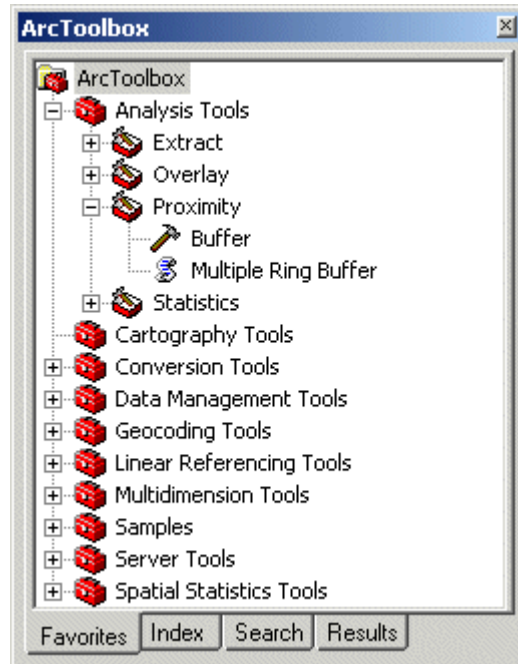 ArcToolbox
ArcToolbox
Analysis Tools
Extract
Overlay
Proximity
Buffer
Multiple Ring Buffer
Statistics
Cartography Tools
Conversion Tools
Data Management Tools
Geocoding Tools
Linear Referencing Tools
Multidimension Tools
Samples
Server Tools
Spatial Statistics Tools
Favorites Index Search Results